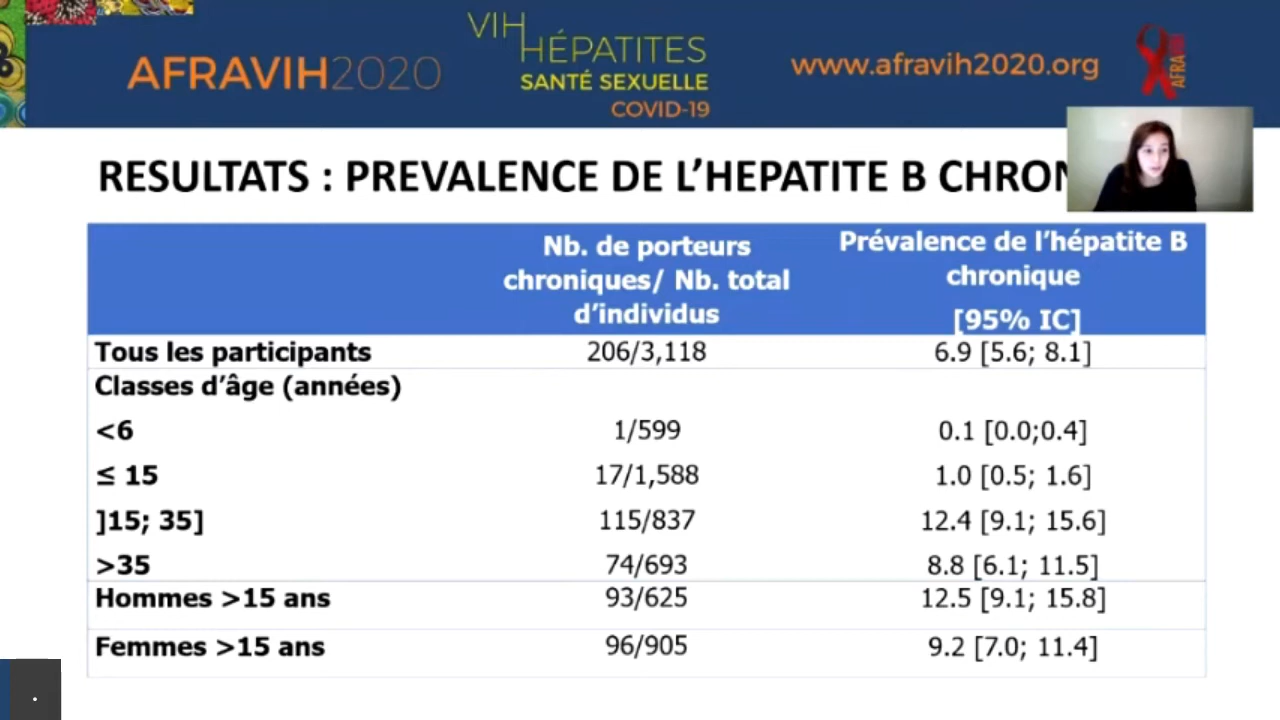 AFRAVIH2020
VIH
HÉPATITES
SANTÉ SEXUELLE
COVID-19
www.afravih2020.org
AFRA
RESULTATS : PREVALENCE DE L’HEPATITE B
Nb. de porteurs
chroniques/ Nb. total
d’individus
Prévalence de l’hépatite B
chronique
[95% IC]
Tous les participants 206/3,118 6.9 [5.6; 8.1]
Classes d’âge (années)
<6 1/599 0.1 [0.0;0.4]
≤ 15 17/1,588 1.0 [0.5; 1.6]
]15; 35] 115/837 12.4 [9.1; 15.6]
>35 74/693 8.8 [6.1; 11.5]
Hommes >15 ans 93/625 12.5 [9.1; 15.8]
Femmes >15 ans 96/905 9.2 [7.0; 11.4]